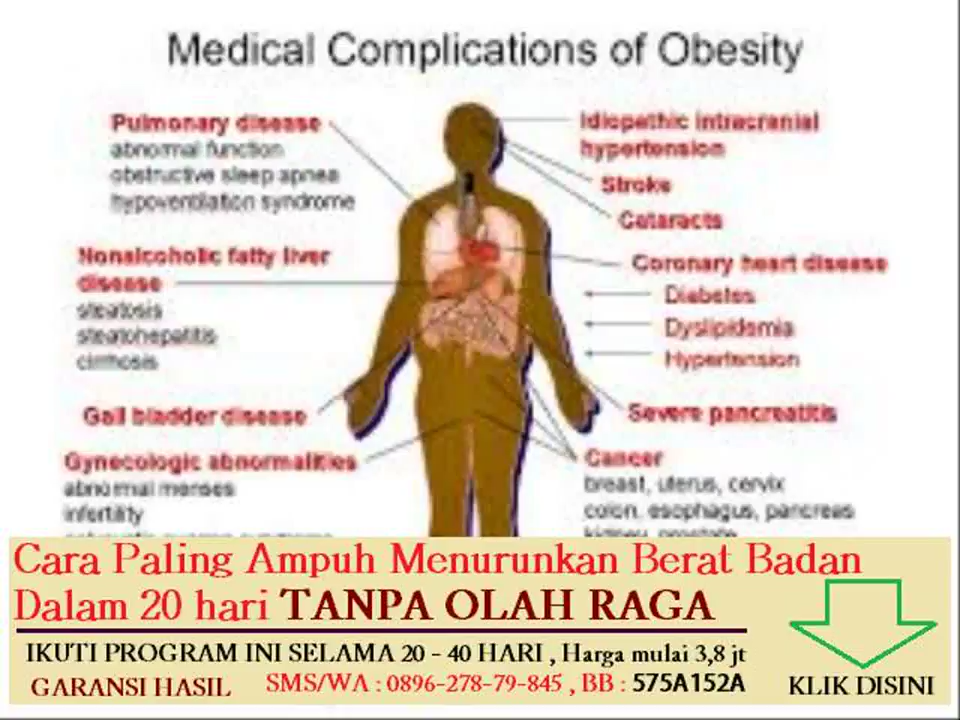 Medical Complications of Obesity
Pulmonary disease
abnormal function
obstructive sleep apnea
hypoventilation syndrome
Nonalcoholic fatty liver
disease
steatosis
steatohepatitis
cirrhosis
Gall bladder disease
Gynecologic abnormalities
abnormal menses
infertility
Idiopathic intracranial
hypertension
Stroke
Cataracts
Coronary heart disease
Diabetes
Dyslipidemia
Hypertension
Severe pancreatitis
Cancer
breast, uterus, cervix
colon, esophagus, pancreas
kidney, prostate
Cara Paling Ampuh Menurunkan Berat Badan
Dalam 20 hari TANPA OLAH RAGA
IKUTI PROGRAM INI SELAMA 20 - 40 HARI , Harga mulai 3,8 jt
GARANSI HASIL SMS/WA : 0896-278-79-845 , BB : 575A152A
KLIK DISINI